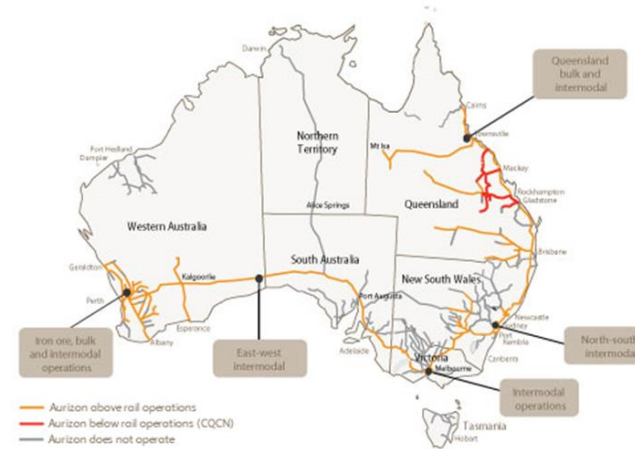 Darwin
Queensland
bulk and
intermodal
Cairns
Townsville
Northern
Territory
Mt Isa
Port Hedland
Dampier
Mackay
Rockhampton
Gladstone
Alice Springs
Queensland
Western Australia
South Australia
Brisbane
Geraldton
Kalgoorlie
New South Wales
Port Augusta
Perth
Esperance
Albany
Newcastle
Sydney
Port
Kembla
Adelaide
Canberra
Victoria
Melbourne
Iron ore, bulk
and intermodal
operations
East-west
intermodal
North-south
intermodal
Intermodal
operations
Aurizon above rail operations
Aurizon below rail operations (CQCN)
Aurizon does not operate
Tasmania
Hobart